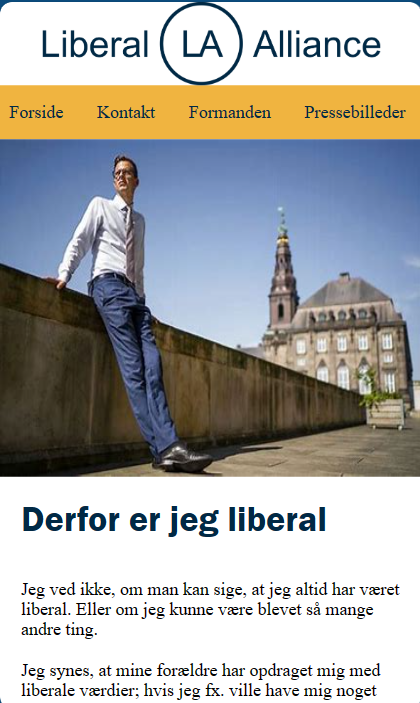 Liberal LA Alliance
Forside Kontakt Formanden Pressebilleder
Derfor er jeg liberal
Jeg ved ikke, om man kan sige, at jeg altid har været
liberal. Eller om jeg kunne være blevet så mange
andre ting.
Jeg synes, at mine forældre har opdraget mig med
liberale værdier; hvis jeg fx. ville have mig noget